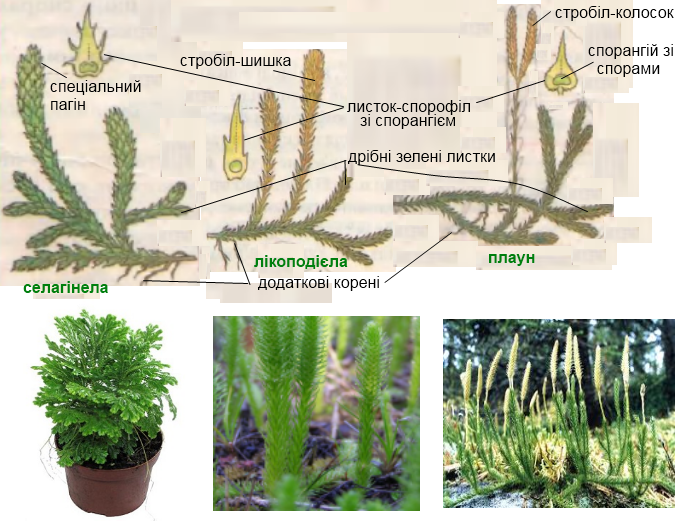 стробіл-колосок
стробіл-шишка
спорангій зі
спорами
спеціальний
пагін
листок-спорофіл
зі спорангієм
дрібні зелені листки
плаун
лікоподієла
додаткові корені
селагінела